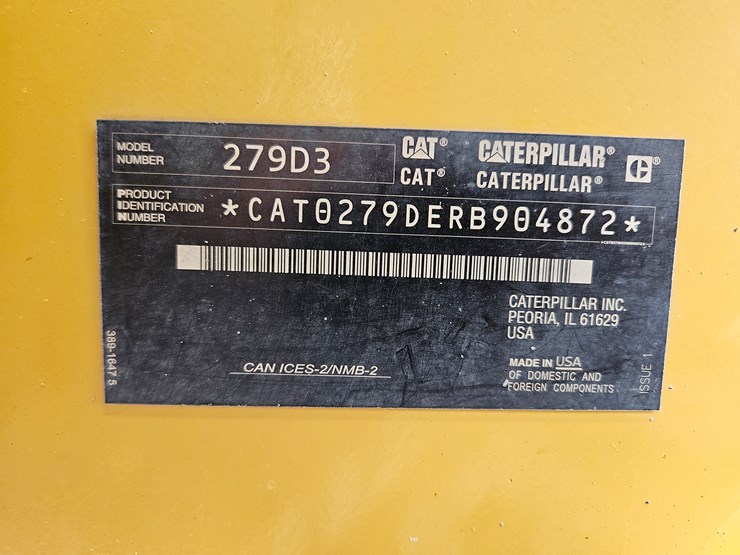 MODEL
NUMBER
279D3
CAT® CATERPILLAR® C®
CAT® CATERPILLAR®
PRODUCT
IDENTIFICATION
NUMBER
*CAT0279DERB904872*
CATERPILLAR INC.
PEORIA, IL 61629
USA
MADE IN USA
OF DOMESTIC AND
FOREIGN COMPONENTS
CAN ICES-2/NMB-2
389-1647 5
ISSUE 1